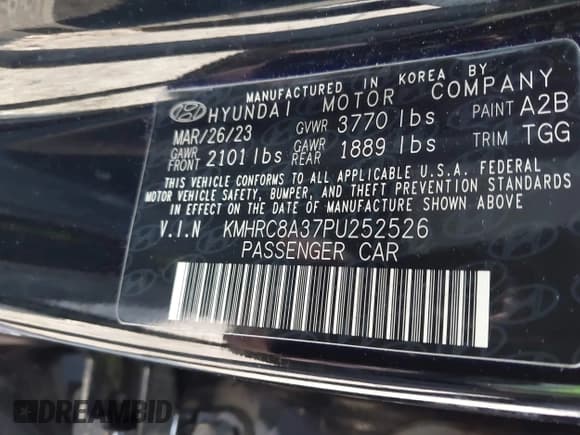 MANUFACTURED IN KOREA BY
HYUNDAI MOTOR COMPANY
MAR/26/23 GVWR 3770 lbs PAINT A2B
GAWR FRONT 2101 lbs GAWR REAR 1889 lbs TRIM TGG
THIS VEHICLE CONFORMS TO ALL APPLICABLE U.S.A. FEDERAL
MOTOR VEHICLE SAFETY, BUMPER, AND THEFT PREVENTION STANDARDS
IN EFFECT ON THE DATE OF MANUFACTURE SHOWN ABOVE
V.I.N KMHRC8A37PU252526
PASSENGER CAR
DREAMBID